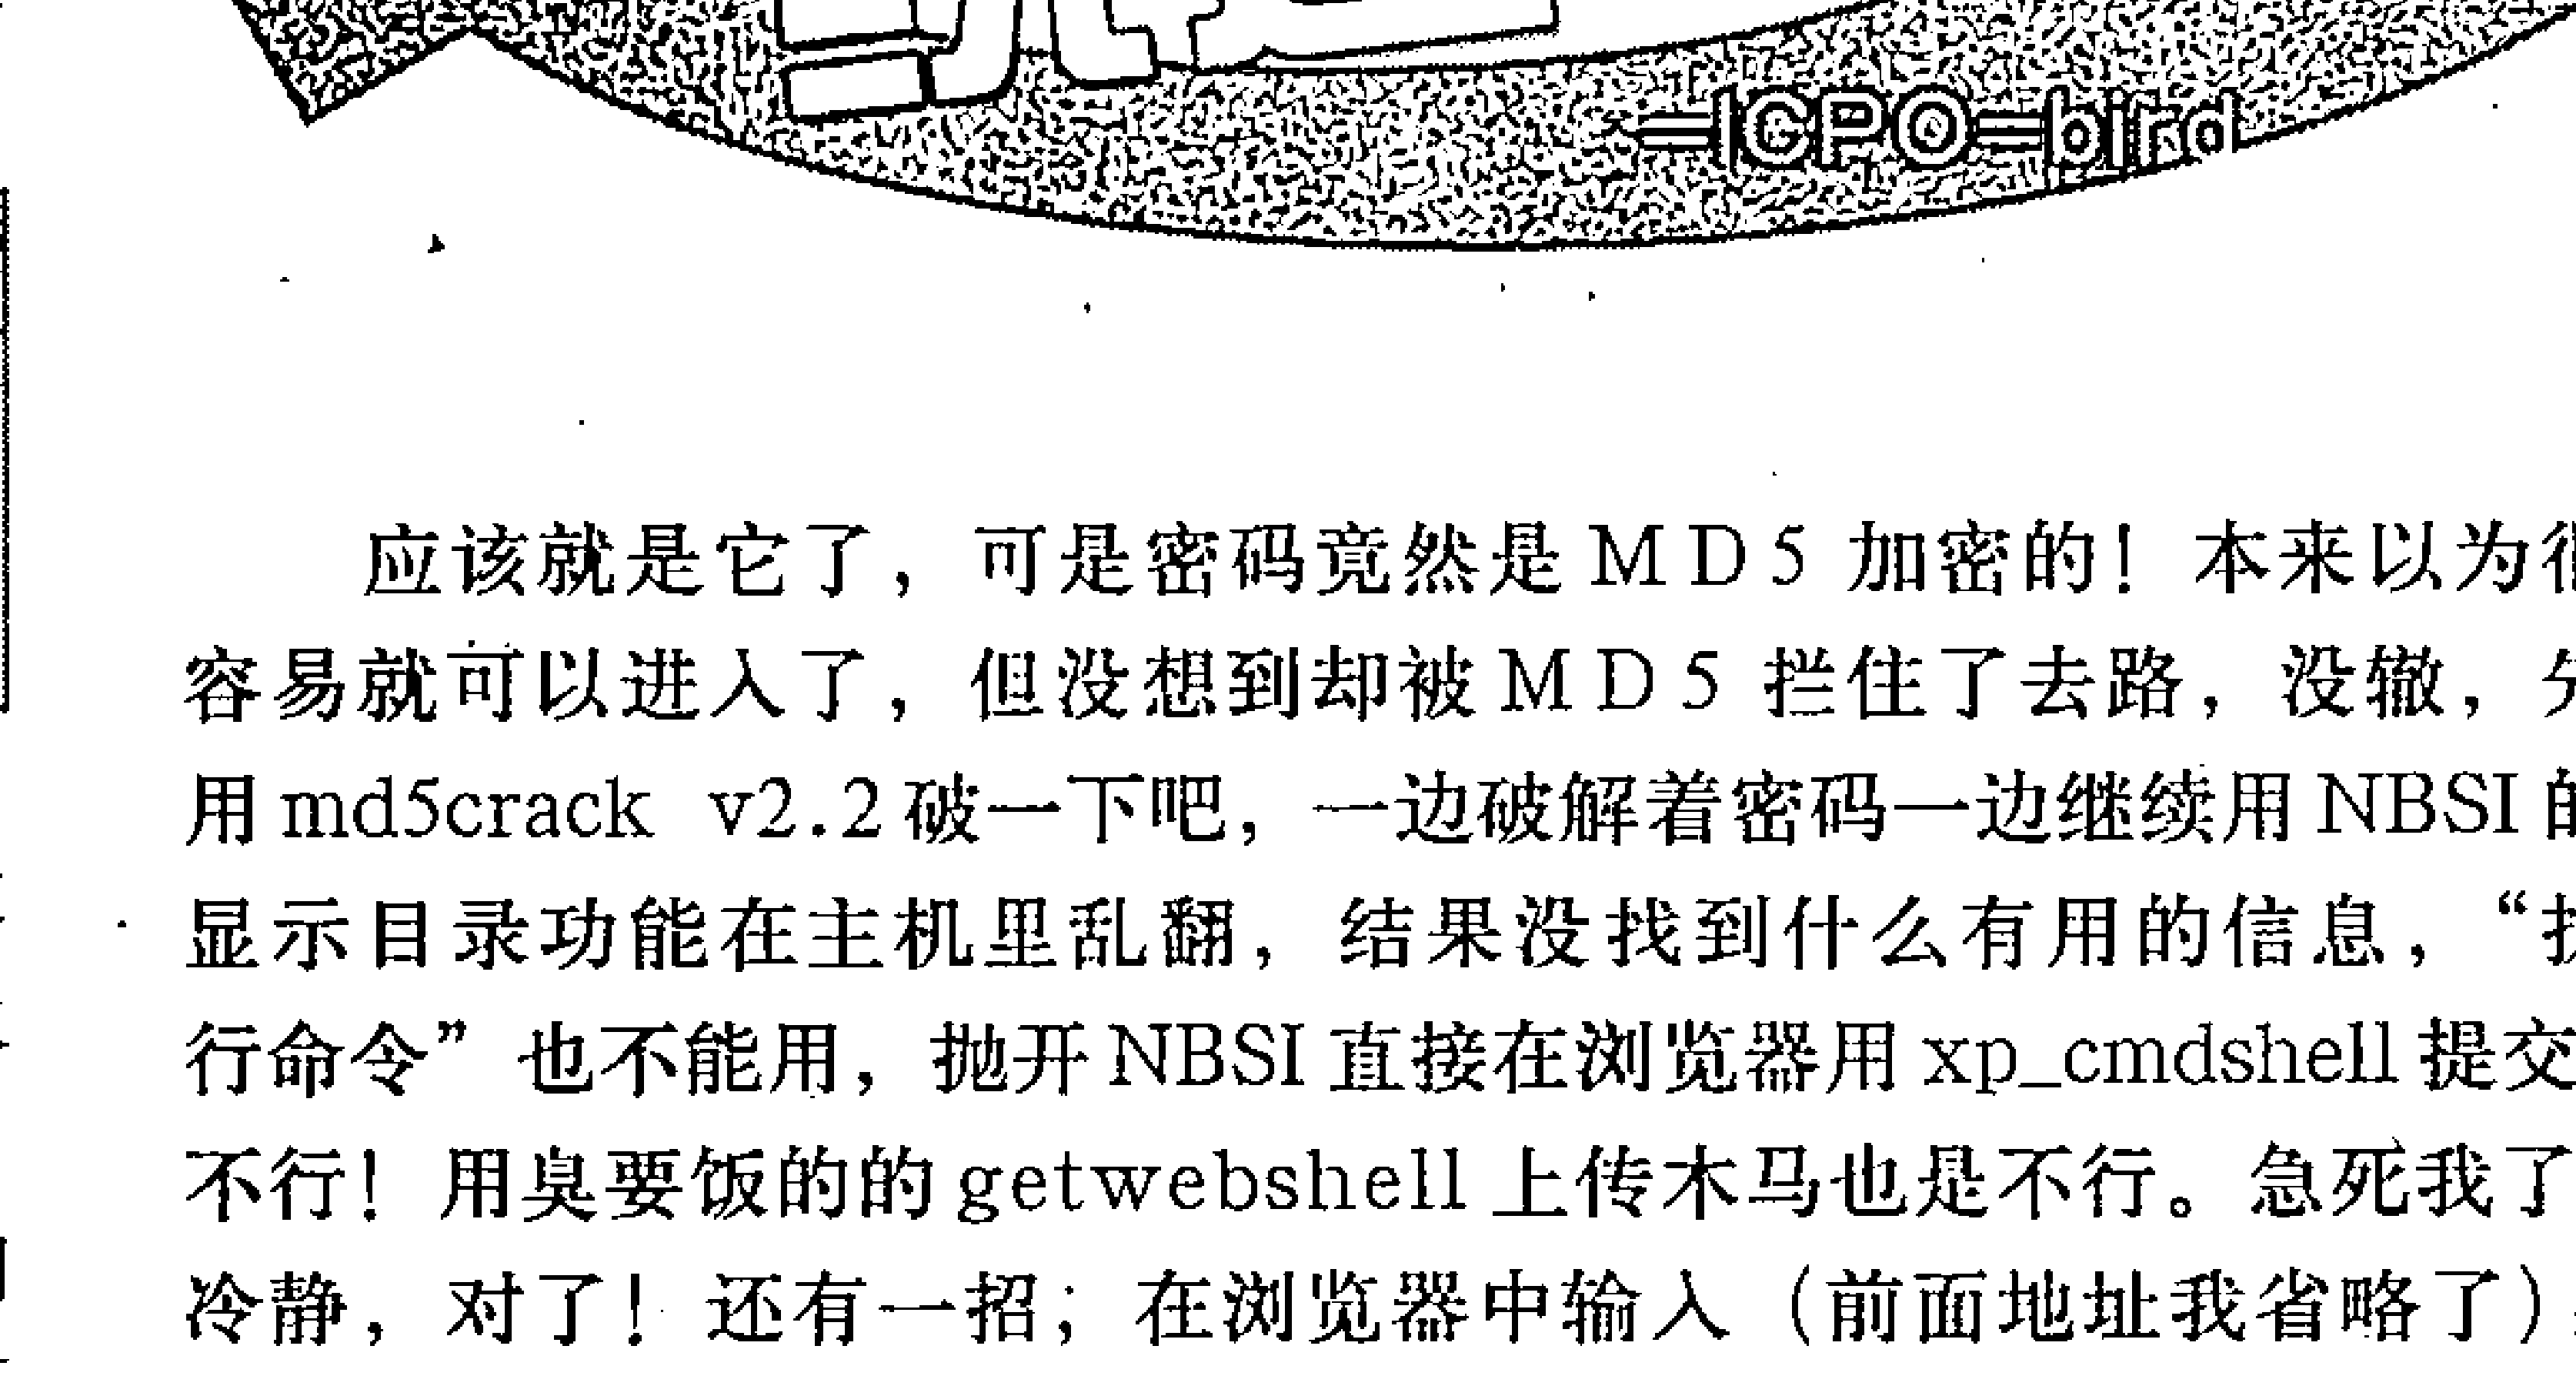 =ICPO=bird
应该就是它了，可是密码竟然是MD5加密的！本来以为很
容易就可以进入了，但没想到却被MD5拦住了去路，没辙，先
用md5crack v2.2破一下吧，一边破解着密码一边继续用NBSI的
显示目录功能在主机里乱翻，结果没找到什么有用的信息，“执
行命令”也不能用，抛开NBSI直接在浏览器用xp_cmdshell提交
不行！用臭要饭的的getwebshell上传木马也是不行。急死我了
冷静，对了！还有一招；在浏览器中输入（前面地址我省略了）